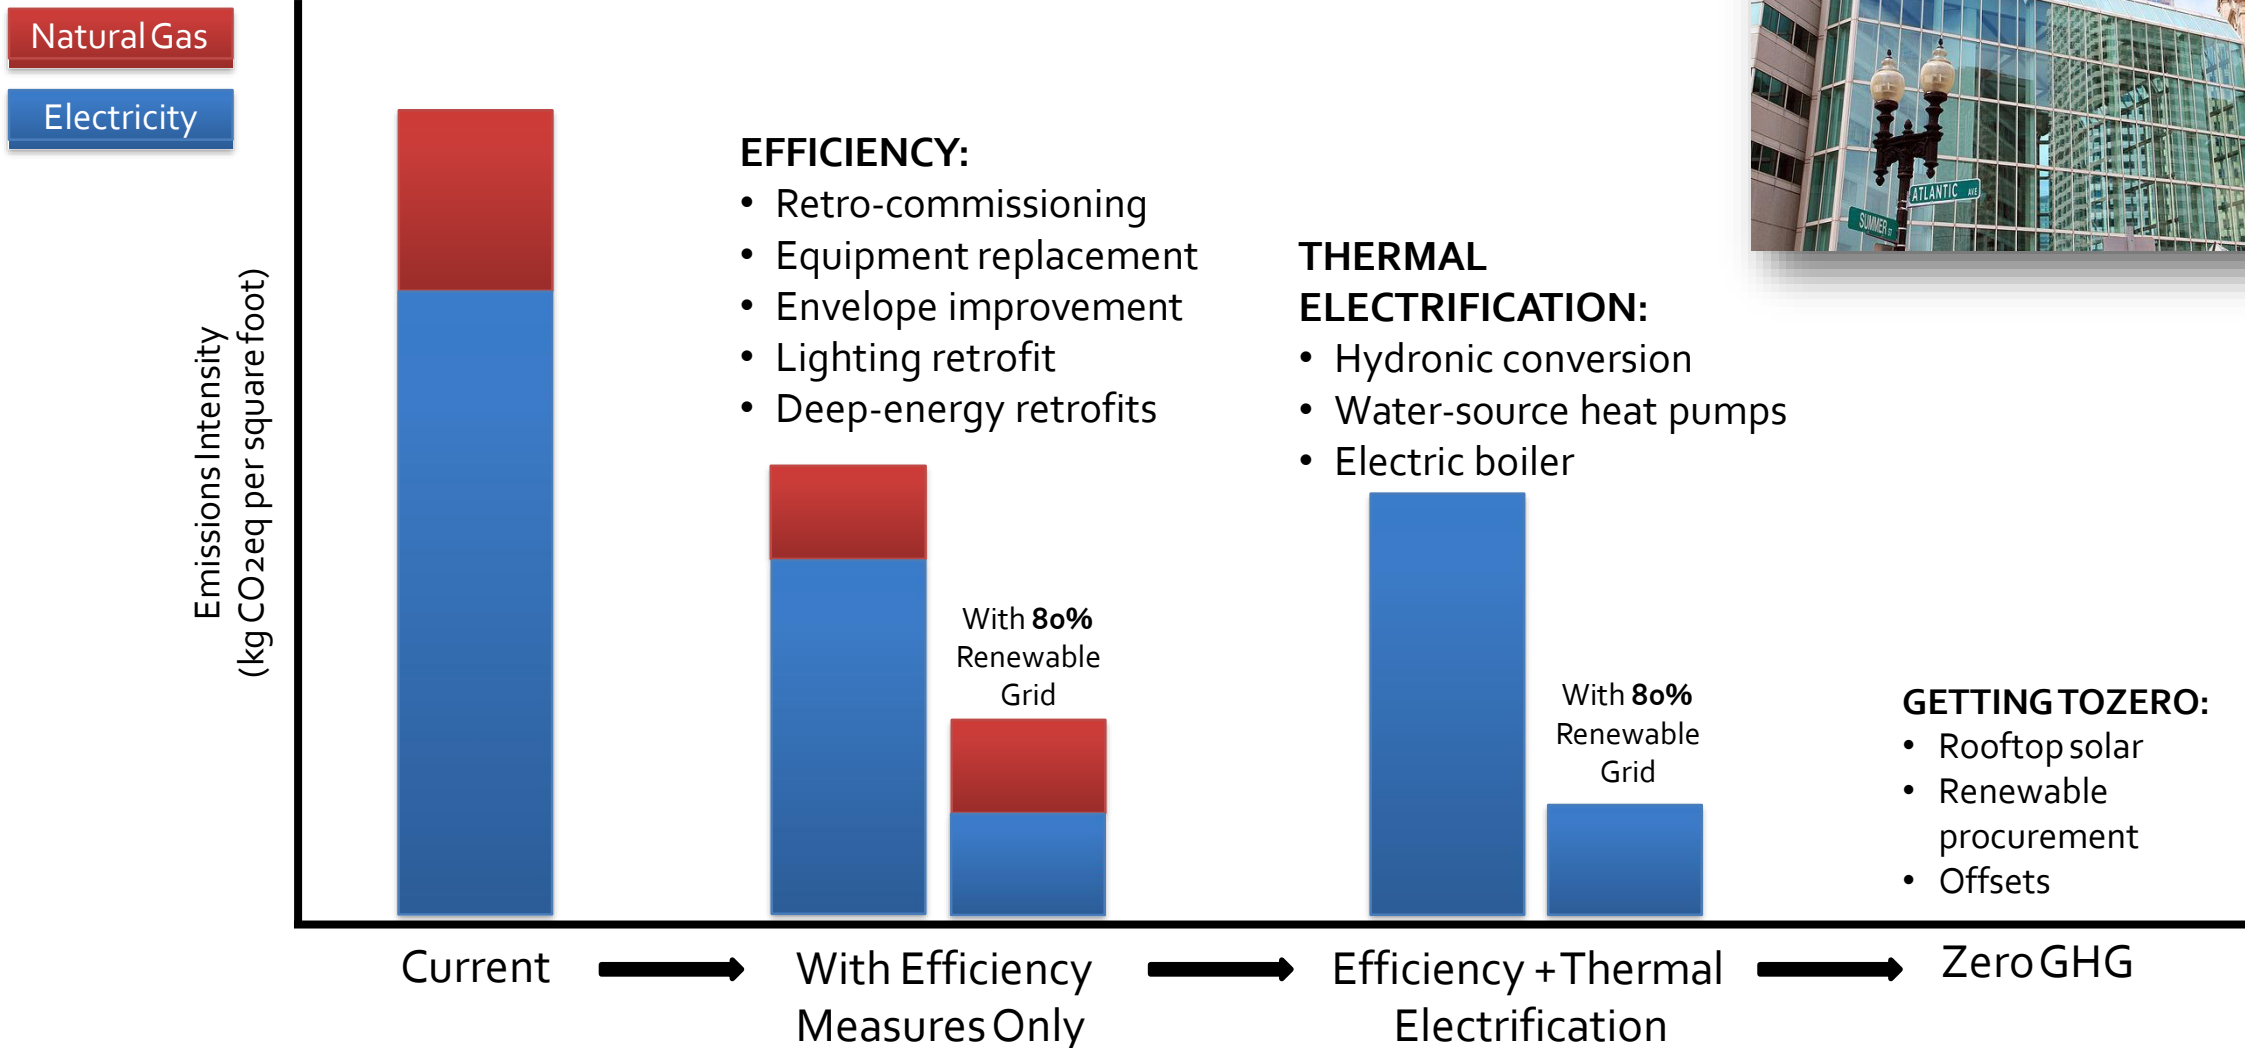 Natural Gas
Electricity
Emissions Intensity
(kg CO2eq per square foot)
EFFICIENCY:
• Retro-commissioning
• Equipment replacement
• Envelope improvement
• Lighting retrofit
• Deep-energy retrofits
With 80%
Renewable
Grid
THERMAL
ELECTRIFICATION:
• Hydronic conversion
• Water-source heat pumps
• Electric boiler
With 80%
Renewable
Grid
ATLANTIC AVE
SUMMER ST
GETTING TO ZERO:
• Rooftop solar
• Renewable
procurement
• Offsets
Current
With Efficiency
Measures Only
Efficiency + Thermal
Electrification
Zero GHG